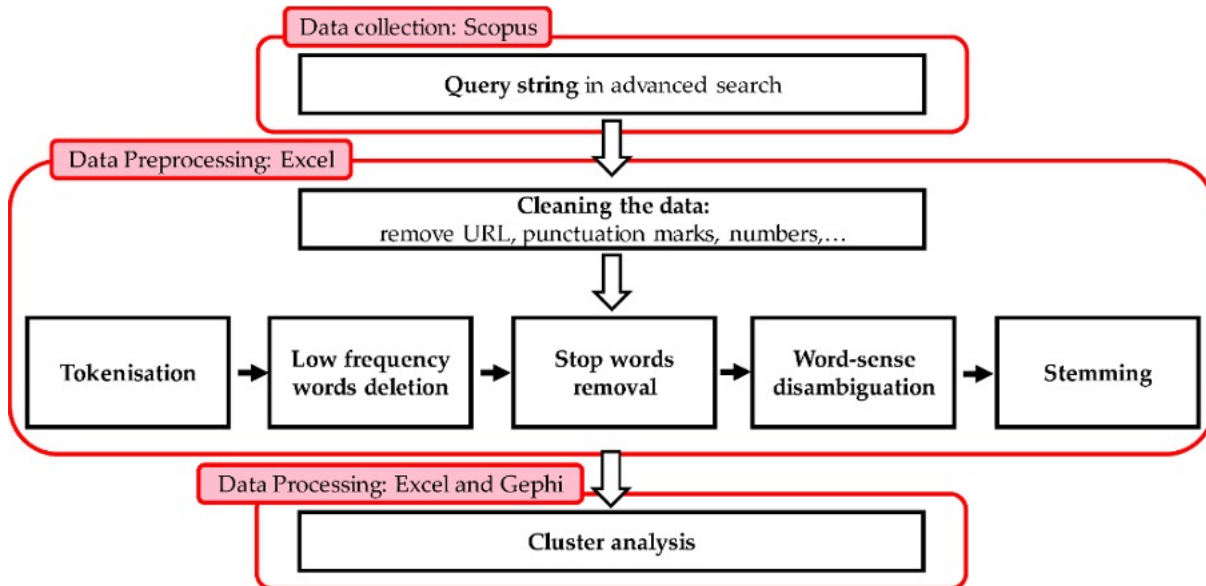 Data collection: Scopus
Query string in advanced search
Data Preprocessing: Excel
Cleaning the data:
remove URL, punctuation marks, numbers,...
Tokenisation
Low frequency
words deletion
Stop words
removal
Word-sense
disambiguation
Stemming
Data Processing: Excel and Gephi
Cluster analysis